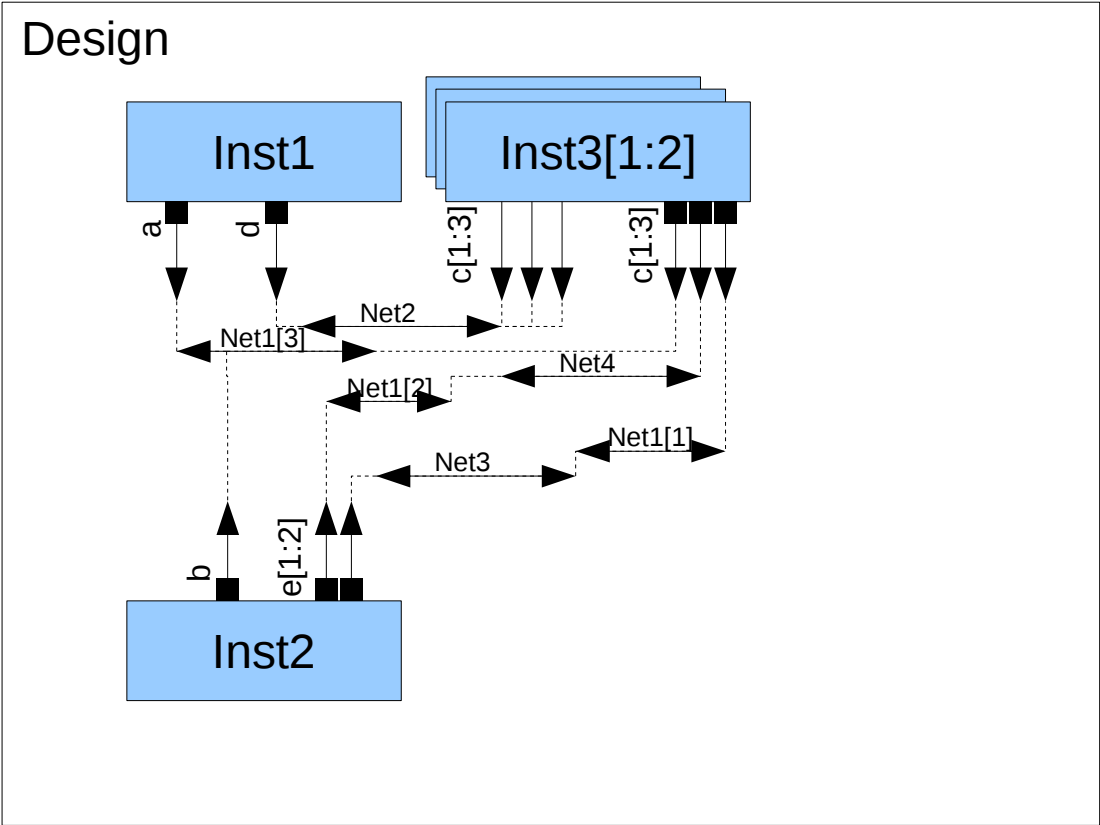 Design
Inst1
Inst3[1:2]
a
d
c[1:3]
c[1:3]
Net2
Net1[3]
Net4
Net1[2]
Net1[1]
Net3
b
e[1:2]
Inst2